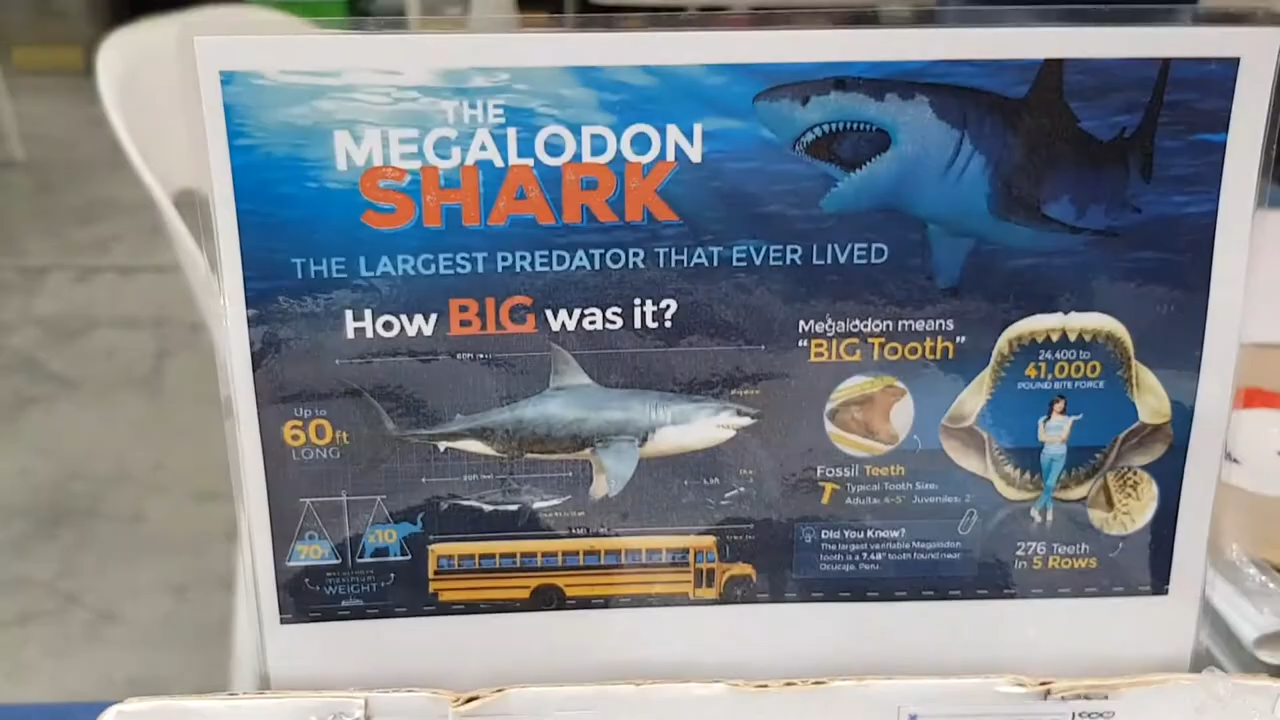 THE
MEGALODON
SHARK
THE LARGEST PREDATOR THAT EVER LIVED
How BIG was it?
Up to
60ft
LONG
70T
x10
maximum
WEIGHT
Megalodon means
"BIG Tooth"
24,400 to
41,000
POUND BITE FORCE
Fossil Teeth
Typical Tooth Size:
Adults: 4-5" Juveniles: 2"
Did You Know?
The largest verifiable Megalodon
tooth is a 7.48" tooth found near
Ocucaje, Peru.
276 Teeth
In 5 Rows